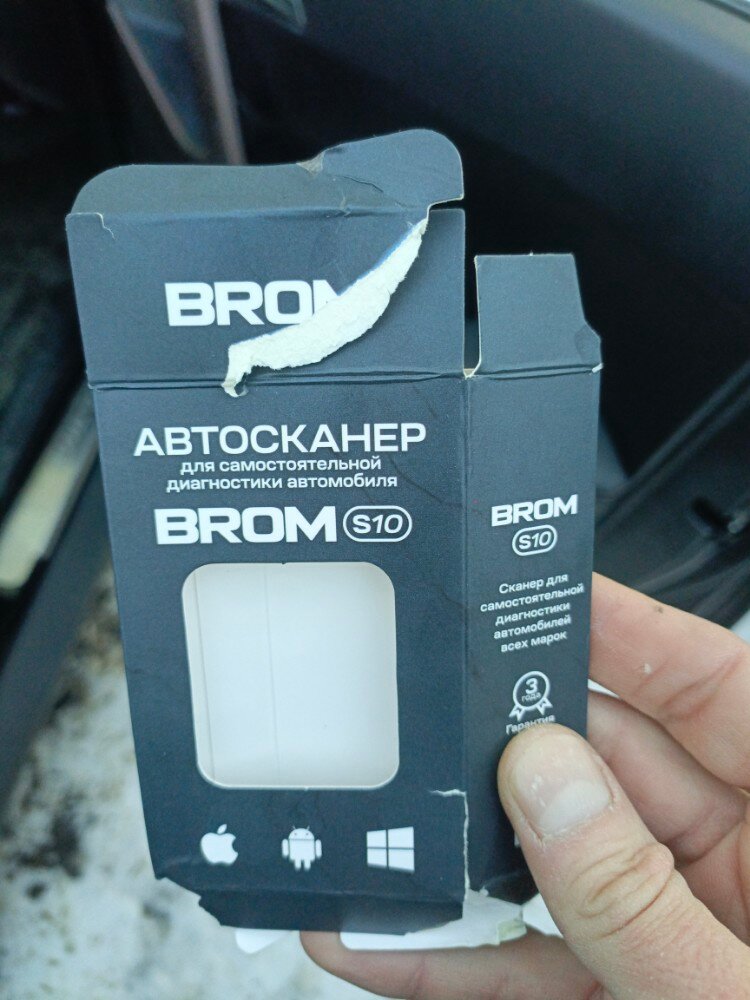 BROM
АВТОСКАНЕР
для самостоятельной
диагностики автомобиля
BROM S10
BROM
S10
Сканер для
самостоятельной
диагностики
автомобилей
всех марок
3
года
Гарантия